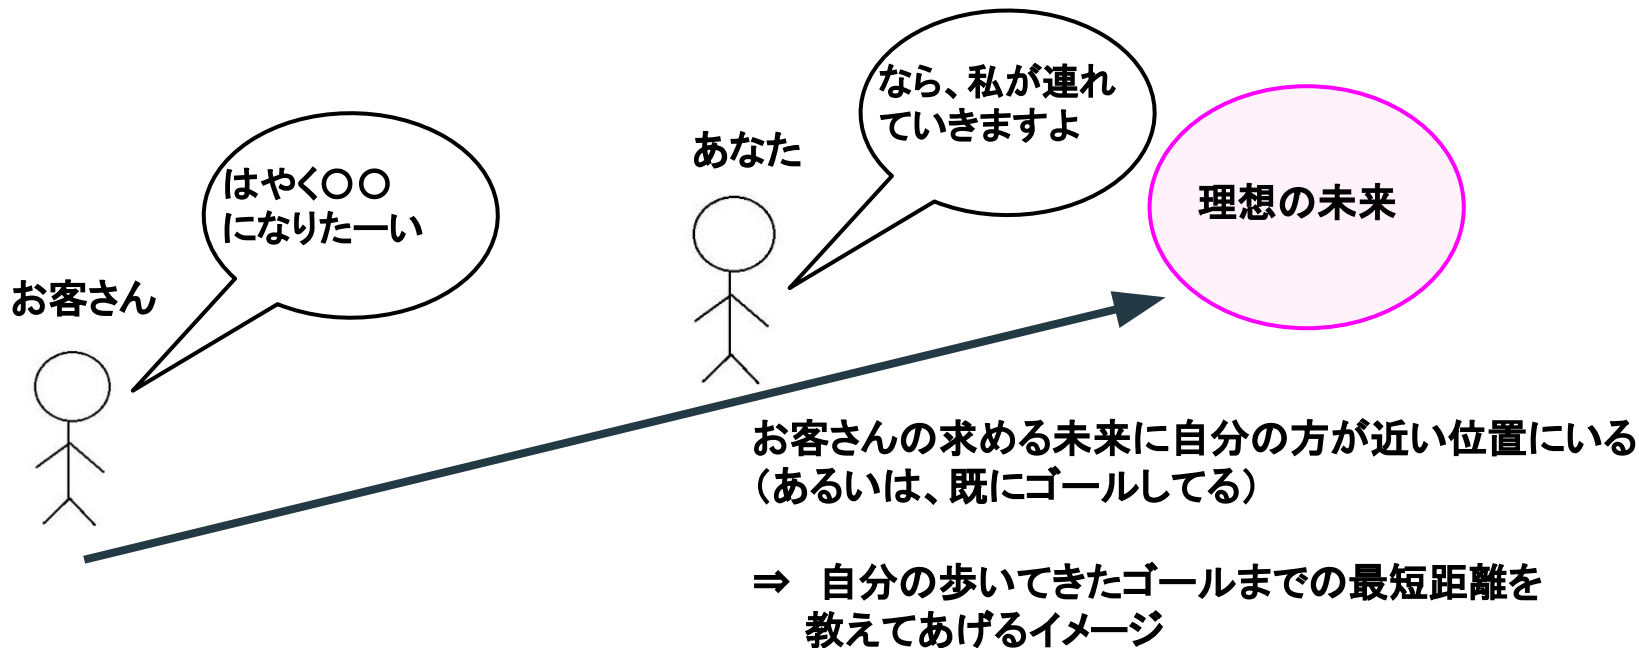 なら、私が連れ
ていきますよ
あなた
はやく〇〇
になりたーい
理想の未来
お客さん
お客さんの求める未来に自分の方が近い位置にいる
（あるいは、既にゴールしてる）
⇒　自分の歩いてきたゴールまでの最短距離を
教えてあげるイメージ